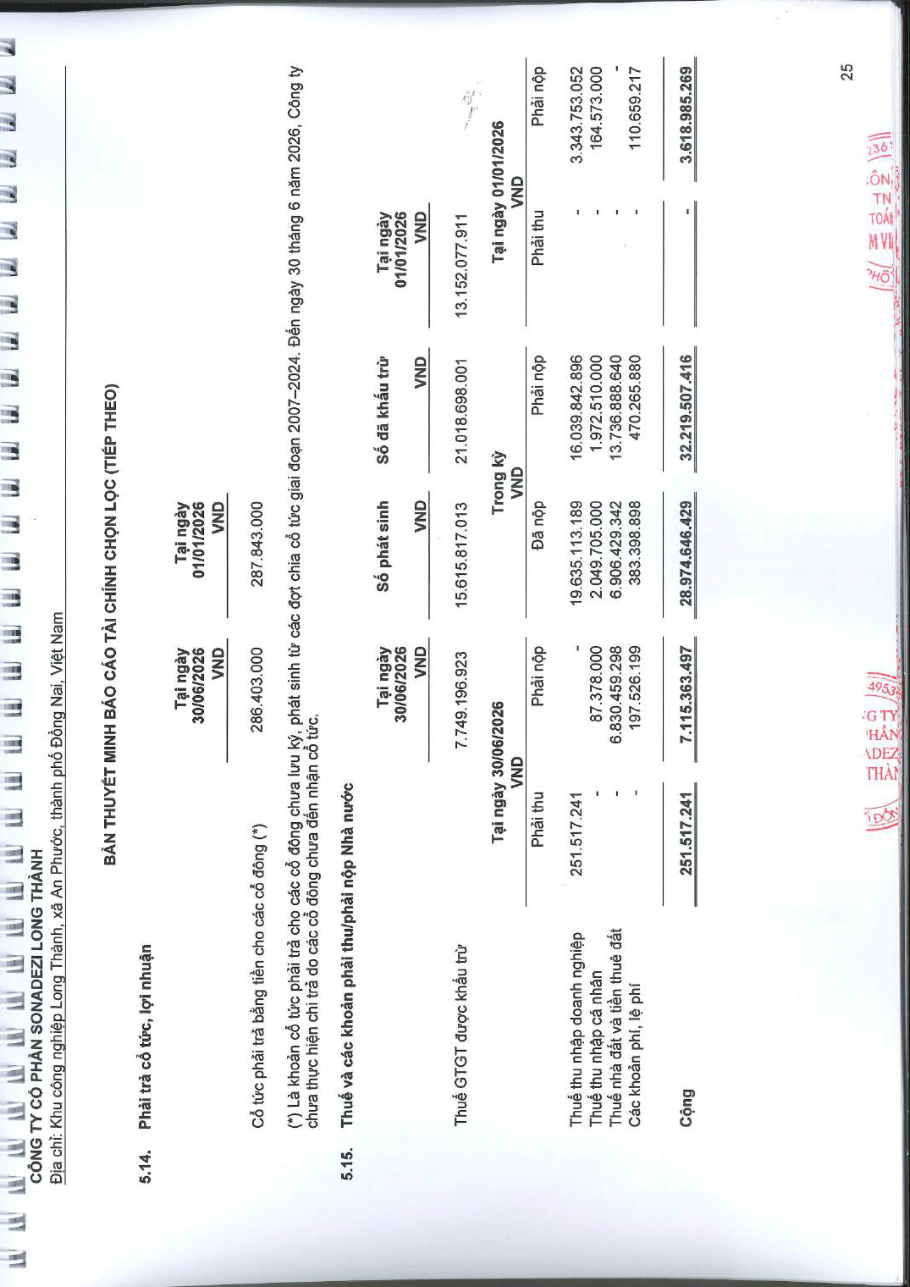 CÔNG TY CỔ PHẦN SONADEZI LONG THÀNH
Địa chỉ: Khu công nghiệp Long Thành, xã An Phước, thành phố Đồng Nai, Việt Nam
BẢN THUYẾT MINH BÁO CÁO TÀI CHÍNH CHỌN LỌC (TIẾP THEO)
5.14. Phải trả cổ tức, lợi nhuận
Tại ngày Tại ngày
30/06/2026 01/01/2026
VND VND
Cổ tức phải trả bằng tiền cho các cổ đông (*) 286.403.000 287.843.000
(*) Là khoản cổ tức phải trả cho các cổ đông chưa lưu ký, phát sinh từ các đợt chia cổ tức giai đoạn 2007–2024. Đến ngày 30 tháng 6 năm 2026, Công ty
chưa thực hiện chi trả do các cổ đông chưa đến nhận cổ tức.
5.15. Thuế và các khoản phải thu/phải nộp Nhà nước
Tại ngày Số phát sinh Số đã khấu trừ Tại ngày
30/06/2026 01/01/2026
VND VND VND VND
Thuế GTGT được khấu trừ 7.749.196.923 15.615.817.013 21.018.698.001 13.152.077.911
Tại ngày 30/06/2026 Trong kỳ Tại ngày 01/01/2026
VND VND VND
Phải thu Phải nộp Đã nộp Phải nộp Phải thu Phải nộp
Thuế thu nhập doanh nghiệp 251.517.241 - 19.635.113.189 16.039.842.896 - 3.343.753.052
Thuế thu nhập cá nhân - 87.378.000 2.049.705.000 1.972.510.000 - 164.573.000
Thuế nhà đất và tiền thuê đất - 6.830.459.298 6.906.429.342 13.736.888.640 - -
Các khoản phí, lệ phí - 197.526.199 383.398.898 470.265.880 - 110.659.217
Cộng 251.517.241 7.115.363.497 28.974.646.429 32.219.507.416 - 3.618.985.269
25